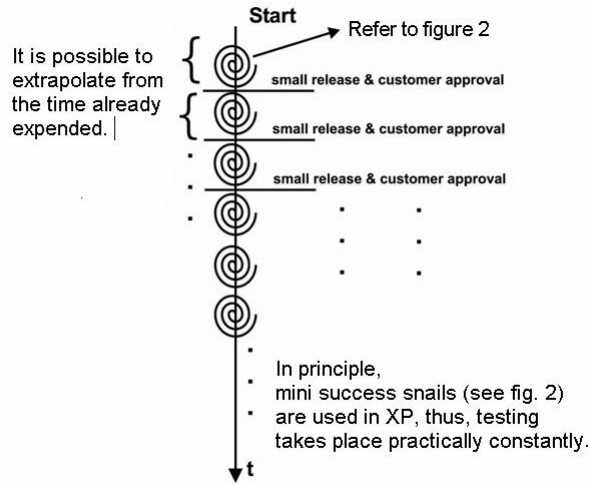 Start
Refer to figure 2
It is possible to
extrapolate from
the time already
expended.
small release & customer approval
small release & customer approval
small release & customer approval
In principle,
mini success snails (see fig. 2)
are used in XP, thus, testing
takes place practically constantly.
t